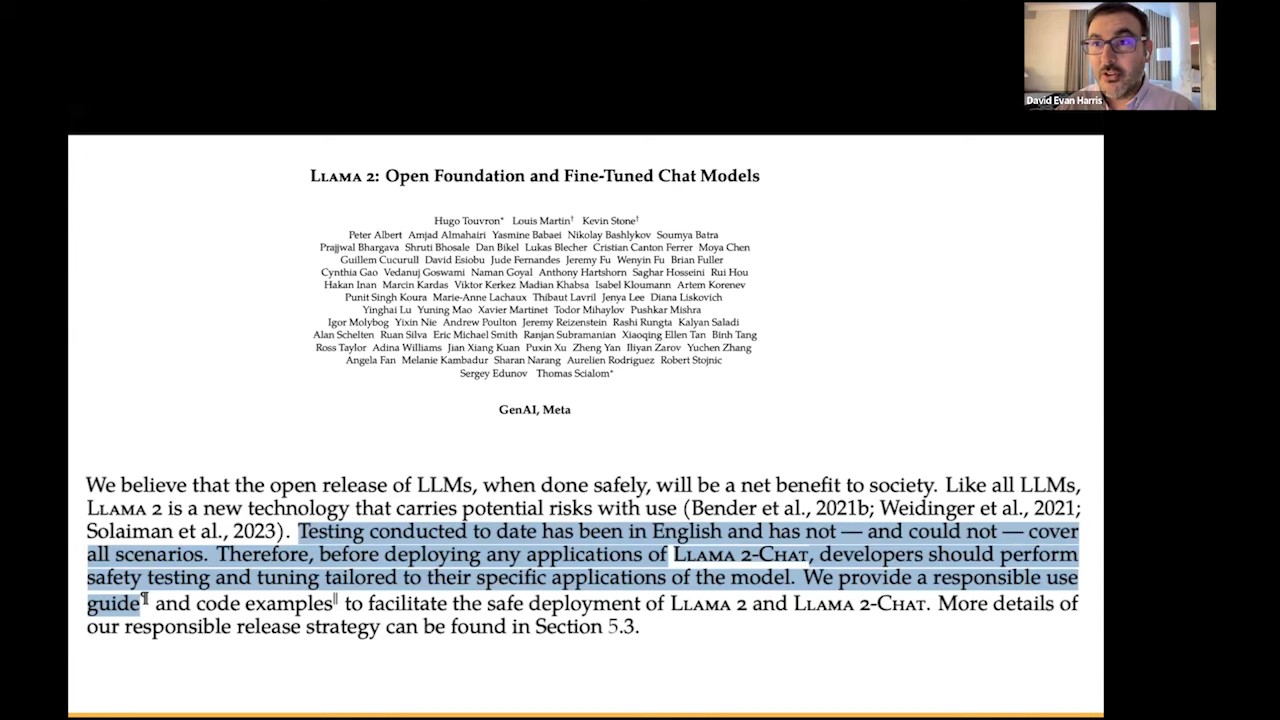 David Evan Harris
LLAMA 2: Open Foundation and Fine-Tuned Chat Models
Hugo Touvron* Louis Martin† Kevin Stone†
Peter Albert Amjad Almahairi Yasmine Babaei Nikolay Bashlykov Soumya Batra
Prajjwal Bhargava Shruti Bhosale Dan Bikel Lukas Blecher Cristian Canton Ferrer Moya Chen
Guillem Cucurull David Esiobu Jude Fernandes Jeremy Fu Wenyin Fu Brian Fuller
Cynthia Gao Vedanuj Goswami Naman Goyal Anthony Hartshorn Saghar Hosseini Rui Hou
Hakan Inan Marcin Kardas Viktor Kerkez Madian Khabsa Isabel Kloumann Artem Korenev
Punit Singh Koura Marie-Anne Lachaux Thibaut Lavril Jenya Lee Diana Liskovich
Yinghai Lu Yuning Mao Xavier Martinet Todor Mihaylov Pushkar Mishra
Igor Molybog Yixin Nie Andrew Poulton Jeremy Reizenstein Rashi Rungta Kalyan Saladi
Alan Schelten Ruan Silva Eric Michael Smith Ranjan Subramanian Xiaoqing Ellen Tan Binh Tang
Ross Taylor Adina Williams Jian Xiang Kuan Puxin Xu Zheng Yan Iliyan Zarov Yuchen Zhang
Angela Fan Melanie Kambadur Sharan Narang Aurelien Rodriguez Robert Stojnic
Sergey Edunov Thomas Scialom*
GenAI, Meta
We believe that the open release of LLMs, when done safely, will be a net benefit to society. Like all LLMs,
LLAMA 2 is a new technology that carries potential risks with use (Bender et al., 2021b; Weidinger et al., 2021;
Solaiman et al., 2023). Testing conducted to date has been in English and has not — and could not — cover
all scenarios. Therefore, before deploying any applications of LLAMA 2-CHAT, developers should perform
safety testing and tuning tailored to their specific applications of the model. We provide a responsible use
guide¶ and code examples‖ to facilitate the safe deployment of LLAMA 2 and LLAMA 2-CHAT. More details of
our responsible release strategy can be found in Section 5.3.